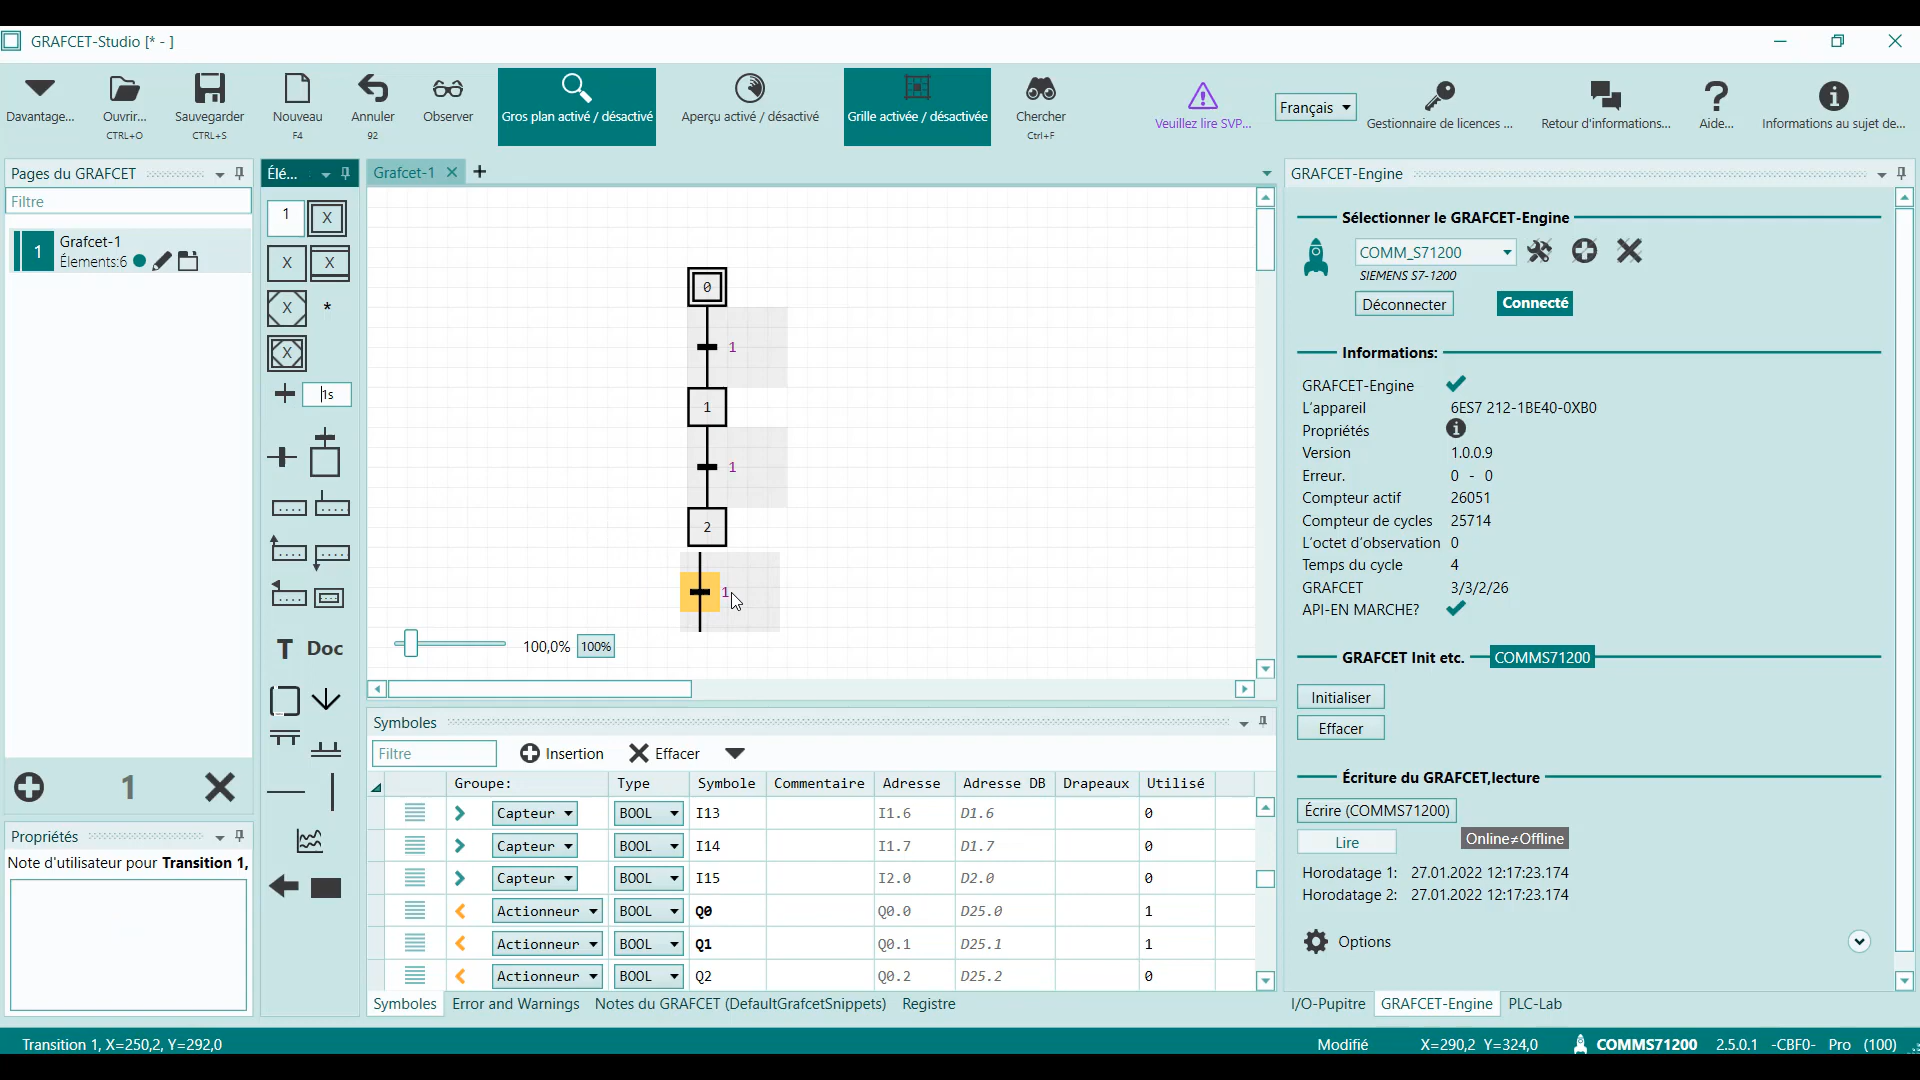 GRAFCET-Studio [* - ]
Davantage...
Ouvrir...
CTRL+O
Sauvegarder
CTRL+S
Nouveau
F4
Annuler
92
Observer
Gros plan activé / désactivé
Aperçu activé / désactivé
Grille activée / désactivée
Chercher
Ctrl+F
Veuillez lire SVP...
Français
Gestionnaire de licences ...
Retour d'informations...
Aide...
Informations au sujet de...
Pages du GRAFCET
Filtre
1
Grafcet-1
Élements:6
Élé...
1
X
X
X
X
*
X
1s
T
Doc
1
Propriétés
Note d'utilisateur pour Transition 1,
Grafcet-1
0
1
1
1
2
1
100,0%
100%
Symboles
Filtre
Insertion
Effacer
Groupe: Type Symbole Commentaire Adresse Adresse DB Drapeaux Utilisé
Capteur BOOL I13 I1.6 D1.6 0
Capteur BOOL I14 I1.7 D1.7 0
Capteur BOOL I15 I2.0 D2.0 0
Actionneur BOOL Q0 Q0.0 D25.0 1
Actionneur BOOL Q1 Q0.1 D25.1 1
Actionneur BOOL Q2 Q0.2 D25.2 0
Symboles
Error and Warnings
Notes du GRAFCET (DefaultGrafcetSnippets)
Registre
GRAFCET-Engine
Sélectionner le GRAFCET-Engine
COMM_S71200
SIEMENS S7-1200
Déconnecter
Connecté
Informations:
GRAFCET-Engine
L'appareil 6ES7 212-1BE40-0XB0
Propriétés
Version 1.0.0.9
Erreur. 0 - 0
Compteur actif 26051
Compteur de cycles 25714
L'octet d'observation 0
Temps du cycle 4
GRAFCET 3/3/2/26
API-EN MARCHE?
GRAFCET Init etc. COMMS71200
Initialiser
Effacer
Écriture du GRAFCET,lecture
Écrire (COMMS71200)
Online≠Offline
Lire
Horodatage 1: 27.01.2022 12:17:23.174
Horodatage 2: 27.01.2022 12:17:23.174
Options
I/O-Pupitre
GRAFCET-Engine
PLC-Lab
Transition 1, X=250,2, Y=292,0
Modifié
X=290,2 Y=324,0
COMMS71200
2.5.0.1
-CBF0-
Pro
(100)